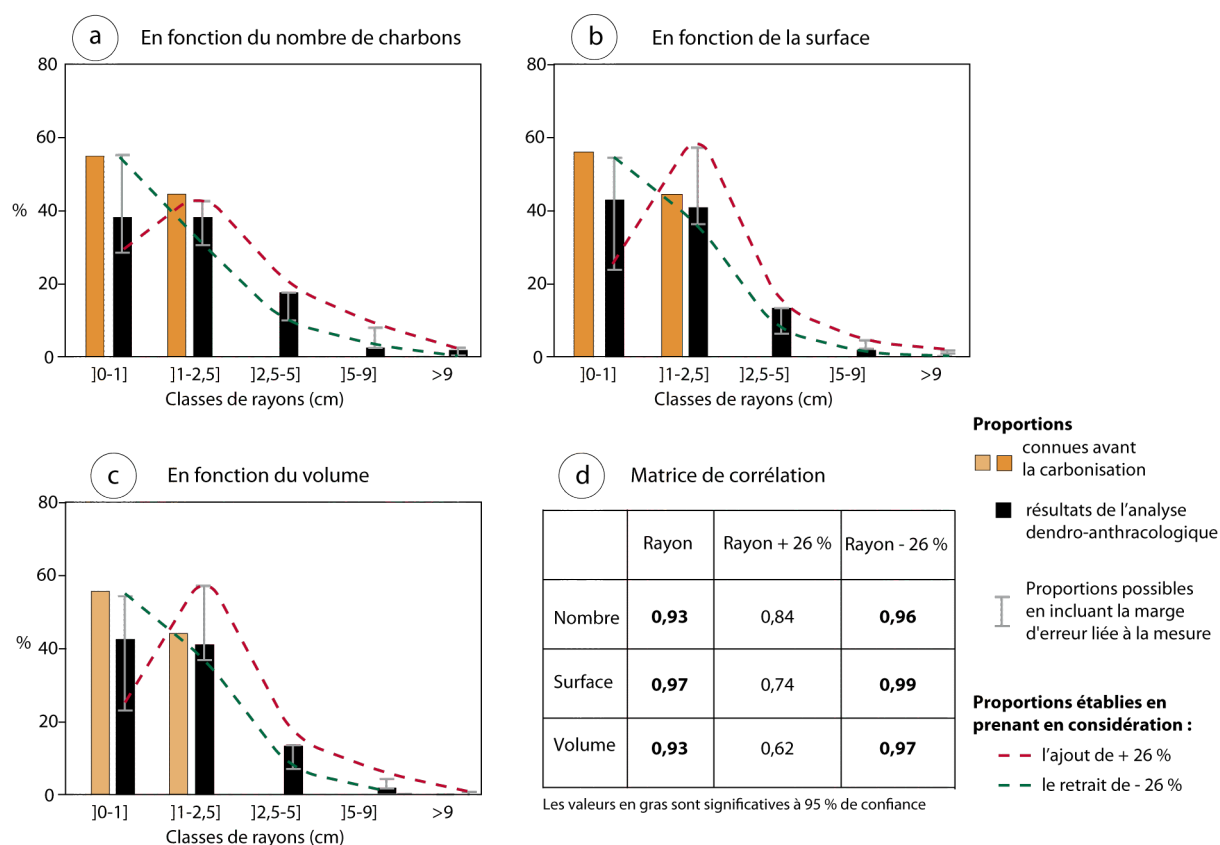 a En fonction du nombre de charbons
80
60
%
40
20
0
]0-1] ]1-2,5] ]2,5-5] ]5-9] >9
Classes de rayons (cm)
b En fonction de la surface
80
60
40
20
0
]0-1] ]1-2,5] ]2,5-5] ]5-9] >9
Classes de rayons (cm)
c En fonction du volume
80
60
%
40
20
0
]0-1] ]1-2,5] ]2,5-5] ]5-9] >9
Classes de rayons (cm)
d Matrice de corrélation
Rayon Rayon + 26 % Rayon - 26 %
Nombre 0,93 0,84 0,96
Surface 0,97 0,74 0,99
Volume 0,93 0,62 0,97
Les valeurs en gras sont significatives à 95 % de confiance
Proportions
connues avant
la carbonisation
résultats de l'analyse
dendro-anthracologique
Proportions possibles
en incluant la marge
d'erreur liée à la mesure
Proportions établies en
prenant en considération :
l'ajout de + 26 %
le retrait de - 26 %